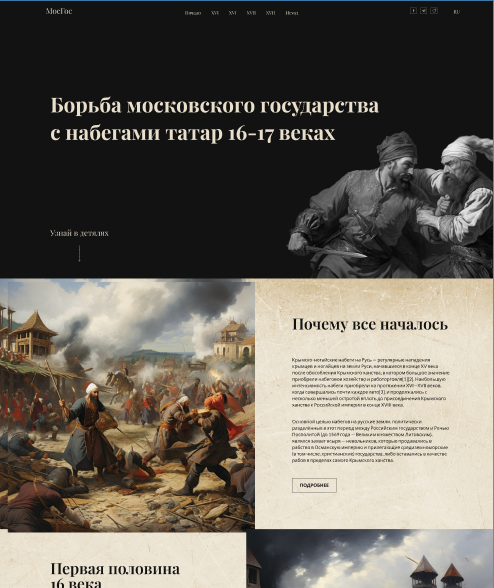 МосГос
Начало XVI XVI XVII XVII Исход
RU
Борьба московского государства
с набегами татар 16-17 веках
Узнай в деталях
Почему все началось
Крымско-ногайские набеги на Русь — регулярные нападения
крымцев и ногайцев на земли Руси, начавшиеся в конце XV века
после обособления Крымского ханства, в котором большое значение
приобрели набеговое хозяйство и работорговля[1][2]. Наибольшую
интенсивность набеги приобрели на протяжении XVI—XVII веков,
когда совершались почти каждое лето[3], и продолжались с
несколько меньшей остротой вплоть до присоединения Крымского
ханства к Российской империи в конце XVIII века.
Основной целью набегов на русские земли, политически
разделённые в этот период между Российским государством и Речью
Посполитой (до 1569 года — Великим княжеством Литовским),
являлся захват ясыря — невольников, которые продавались в
рабство в Османскую империю и прилегающие средиземноморские
(в том числе, христианские) государства, либо оставались в качестве
рабов в пределах самого Крымского ханства.
ПОДРОБНЕЕ
Первая половина
16 века